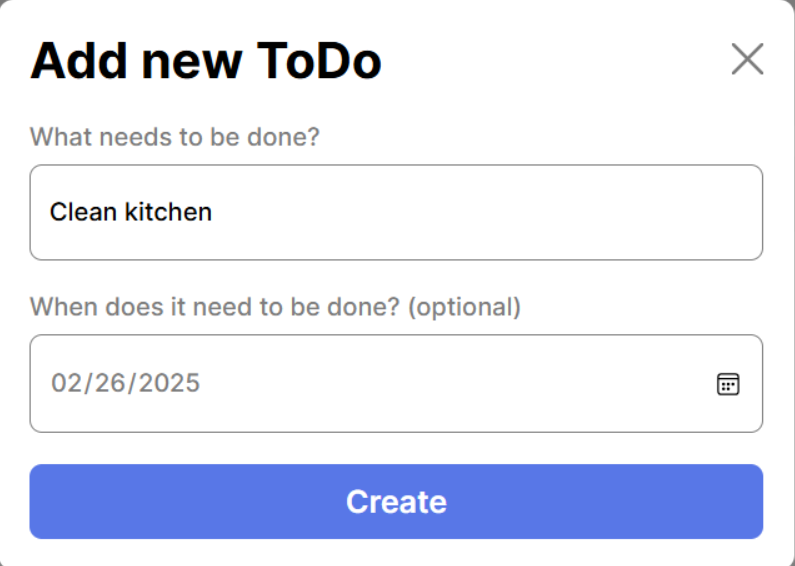 Add new ToDo
What needs to be done?
Clean kitchen
When does it need to be done? (optional)
02/26/2025
Create